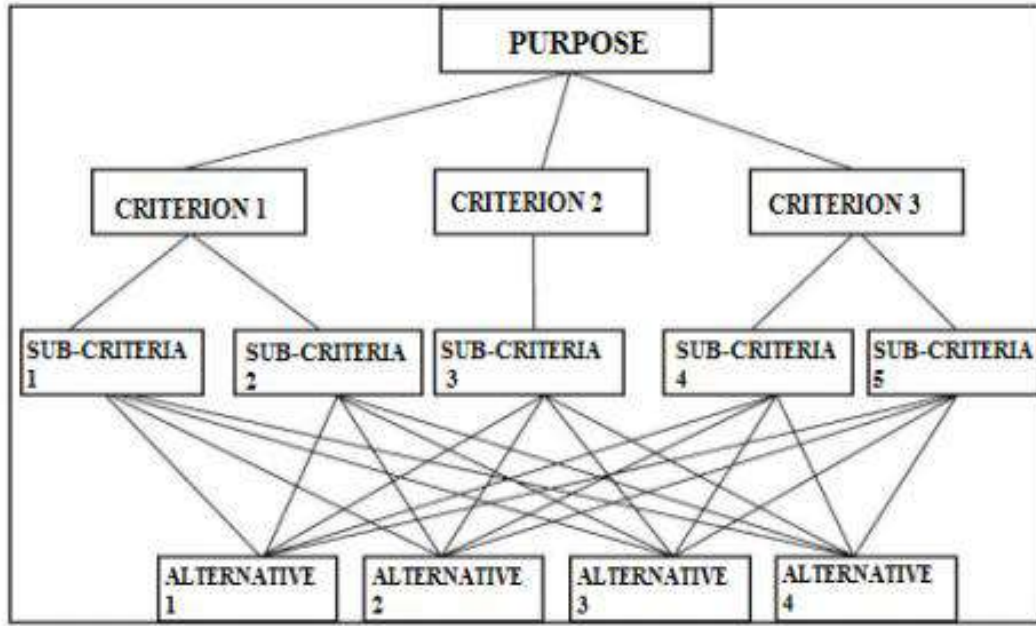 PURPOSE
CRITERION 1
CRITERION 2
CRITERION 3
SUB-CRITERIA
1
SUB-CRITERIA
2
SUB-CRITERIA
3
SUB-CRITERIA
4
SUB-CRITERIA
5
ALTERNATIVE
1
ALTERNATIVE
2
ALTERNATIVE
3
ALTERNATIVE
4